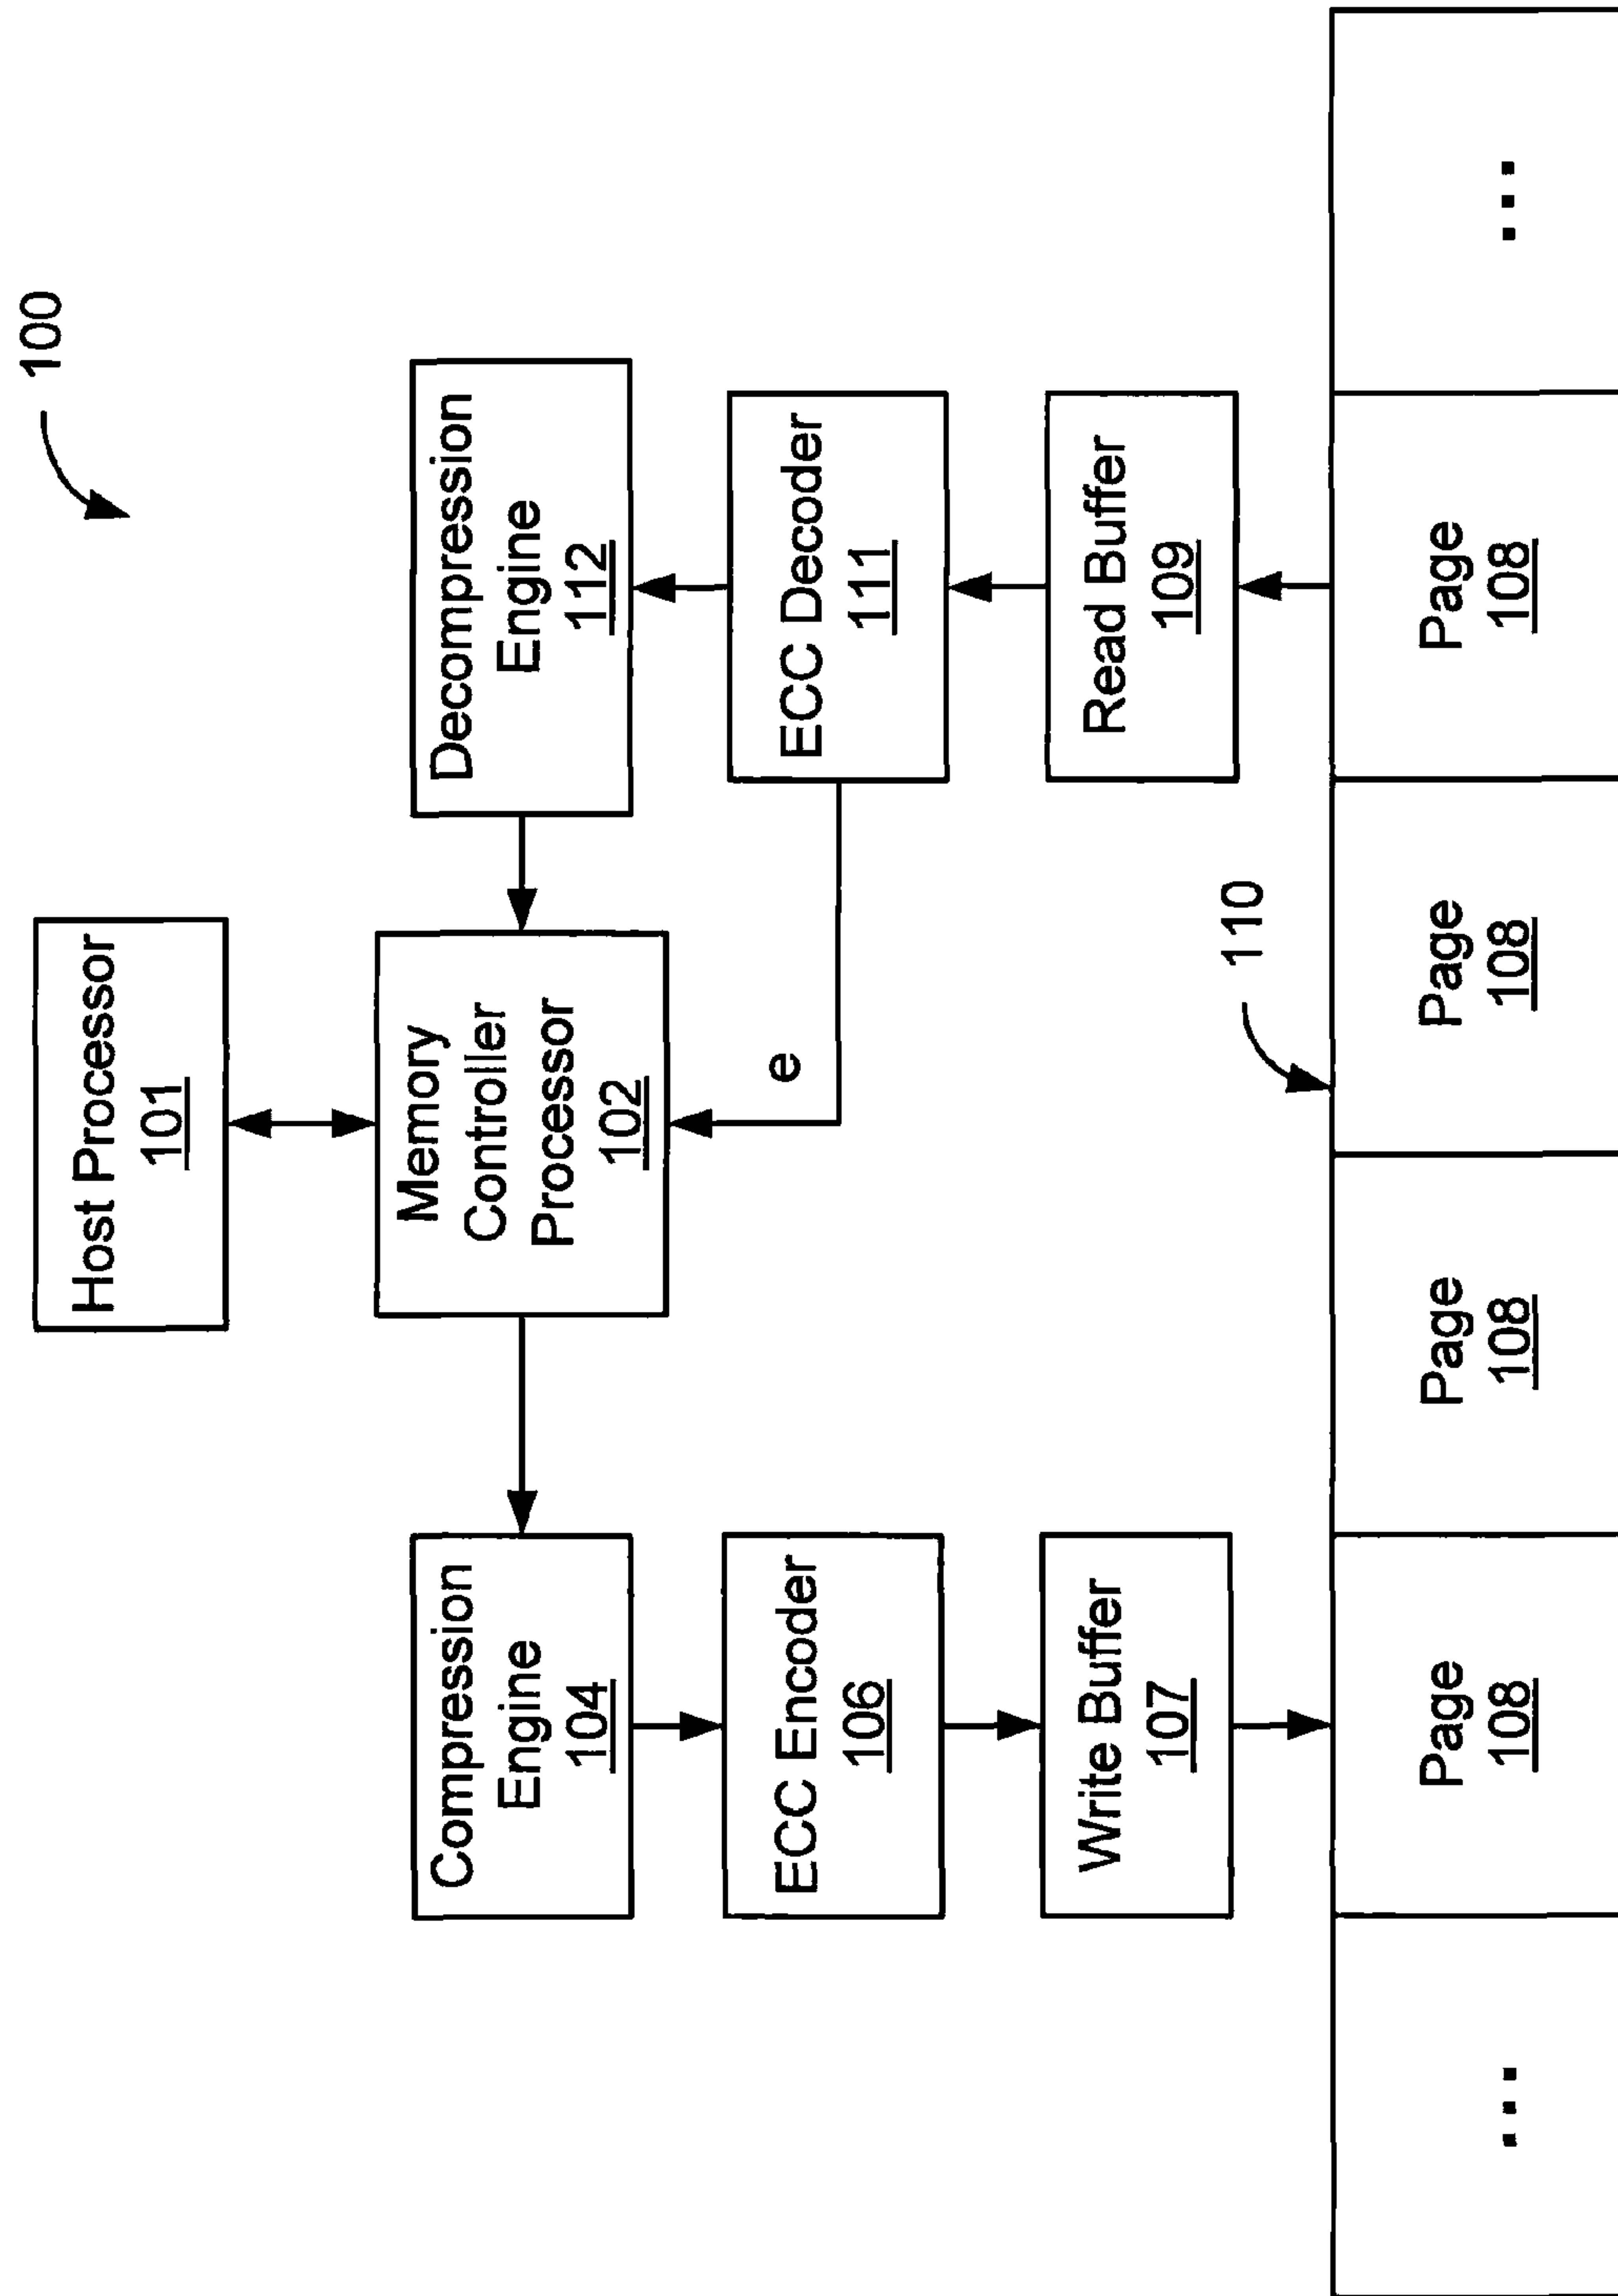 100
Host Processor
101
Memory
Controller
Processor
102
Compression
Engine
104
Decompression
Engine
112
ECC Encoder
106
ECC Decoder
111
e
Write Buffer
107
Read Buffer
109
110
...
Page
108
Page
108
Page
108
Page
108
...